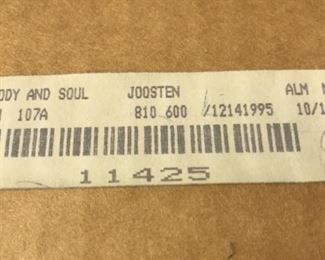 ODY AND SOUL JOOSTEN ALM
107A 810 600 /12141995 10/1
11425